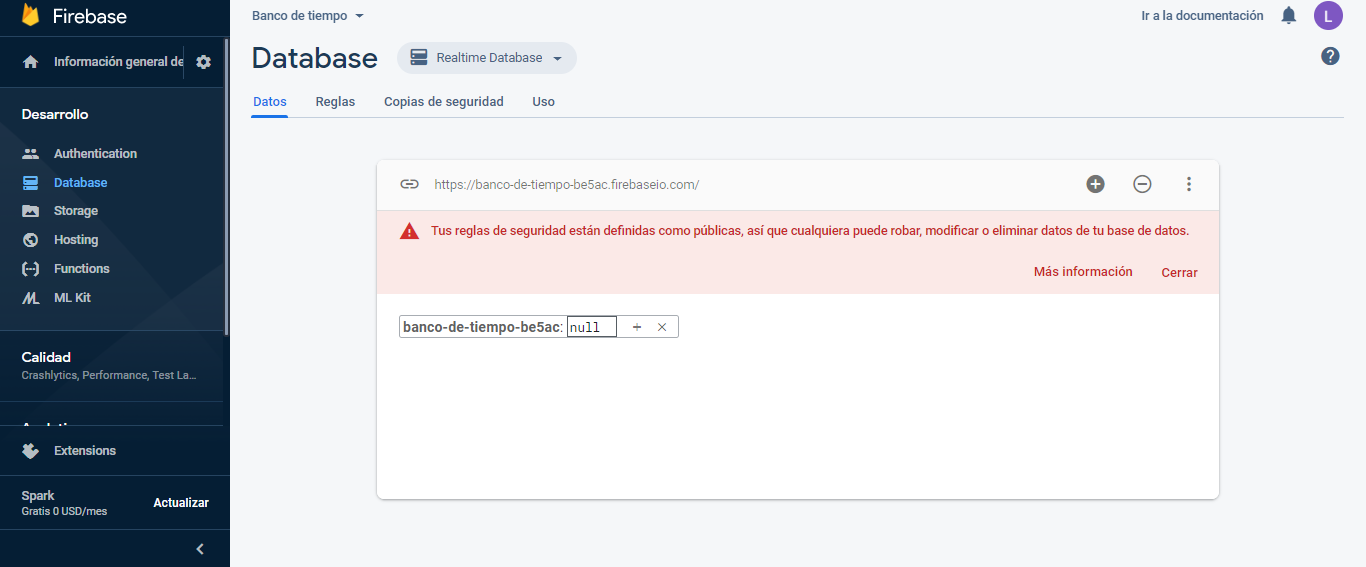 Firebase
Información general de
Desarrollo
Authentication
Database
Storage
Hosting
Functions
ML Kit
Calidad
Crashlytics, Performance, Test La...
Extensions
Spark
Gratis 0 USD/mes
Actualizar
Banco de tiempo
Ir a la documentación
L
Database
Realtime Database
?
Datos
Reglas
Copias de seguridad
Uso
https://banco-de-tiempo-be5ac.firebaseio.com/
Tus reglas de seguridad están definidas como públicas, así que cualquiera puede robar, modificar o eliminar datos de tu base de datos.
Más información
Cerrar
banco-de-tiempo-be5ac: null